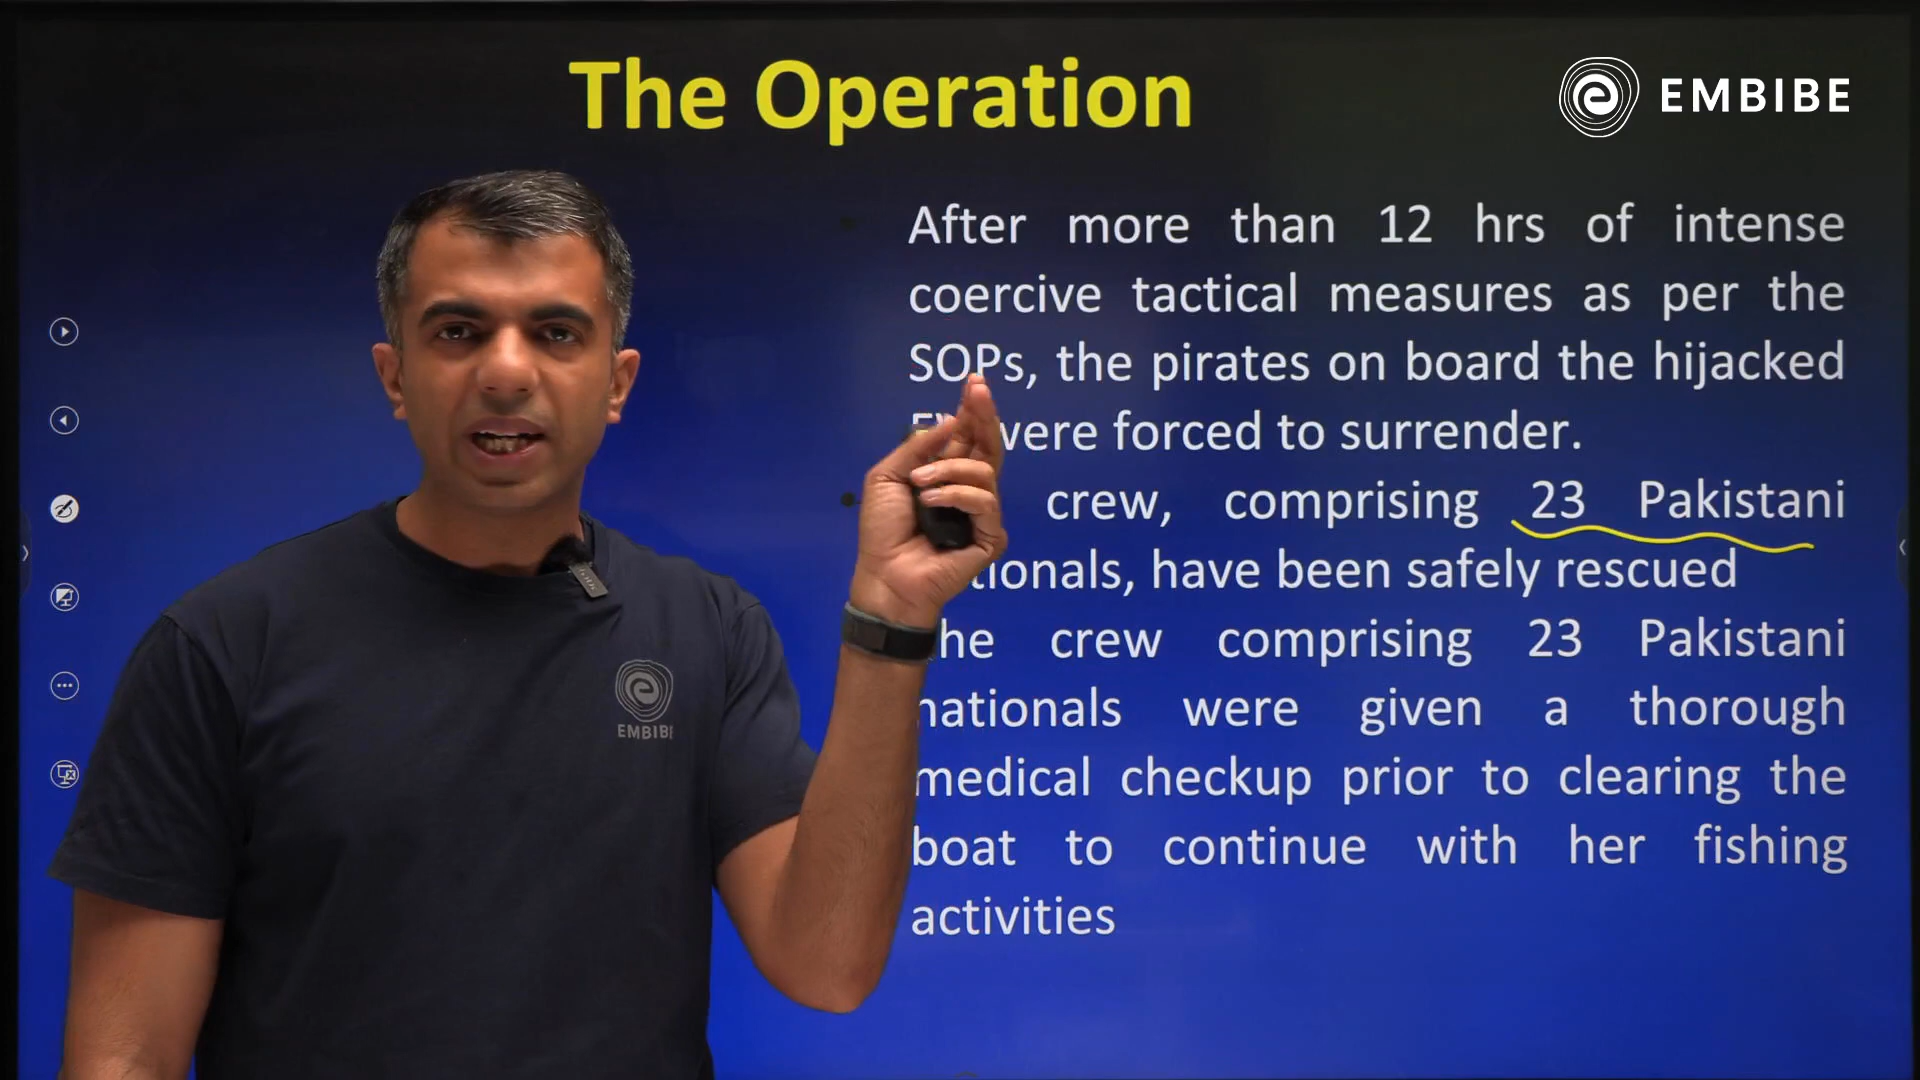 The Operation
EMBIBE
After more than 12 hrs of intense
coercive tactical measures as per the
SOPs, the pirates on board the hijacked
were forced to surrender.
crew, comprising 23 Pakistani
tionals, have been safely rescued
he crew comprising 23 Pakistani
nationals were given a thorough
medical checkup prior to clearing the
boat to continue with her fishing
activities
EMBIBE